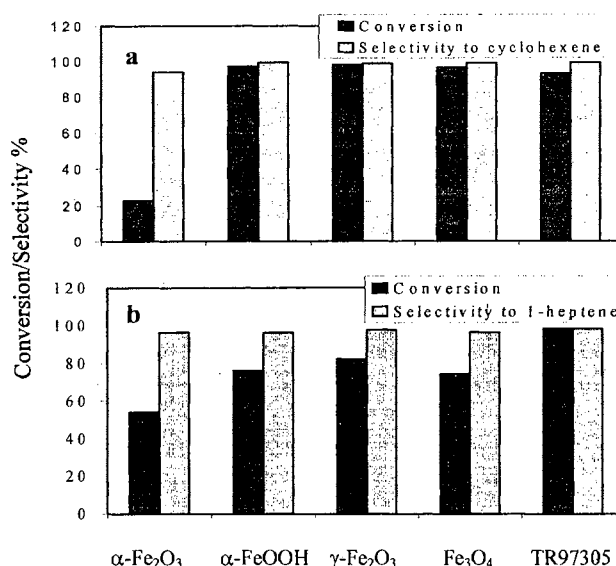 Conversion/Selectivity %
a
Conversion
Selectivity to cyclohexene
120
100
80
60
40
20
0
b
Conversion
Selectivity to 1-heptene
120
100
80
60
40
20
0
α-Fe₂O₃ α-FeOOH γ-Fe₂O₃ Fe₃O₄ TR97305